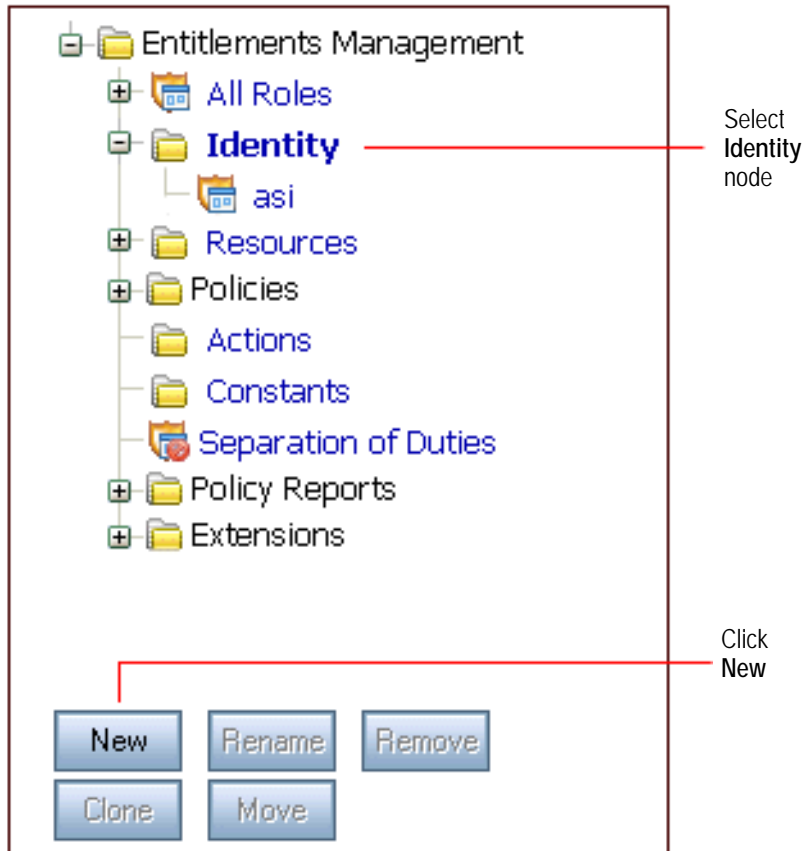 Entitlements Management
All Roles
Identity
asi
Resources
Policies
Actions
Constants
Separation of Duties
Policy Reports
Extensions
Select
Identity
node
Click
New
New Rename Remove
Clone Move